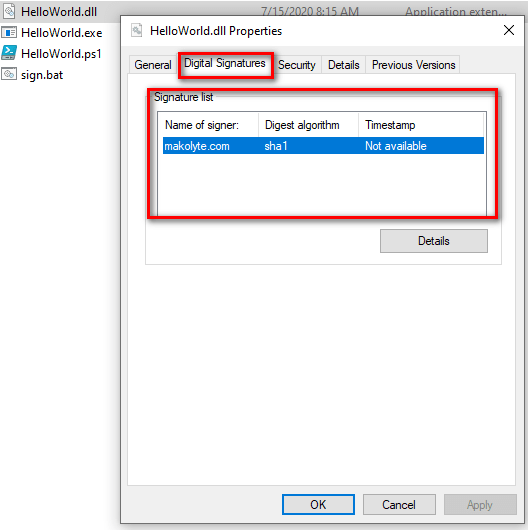 HelloWorld.dll 7/15/2020 8:15 AM Application exten...
HelloWorld.exe
HelloWorld.ps1
sign.bat
HelloWorld.dll Properties
General Digital Signatures Security Details Previous Versions
Signature list
Name of signer: Digest algorithm Timestamp
makolyte.com sha1 Not available
Details
OK Cancel Apply